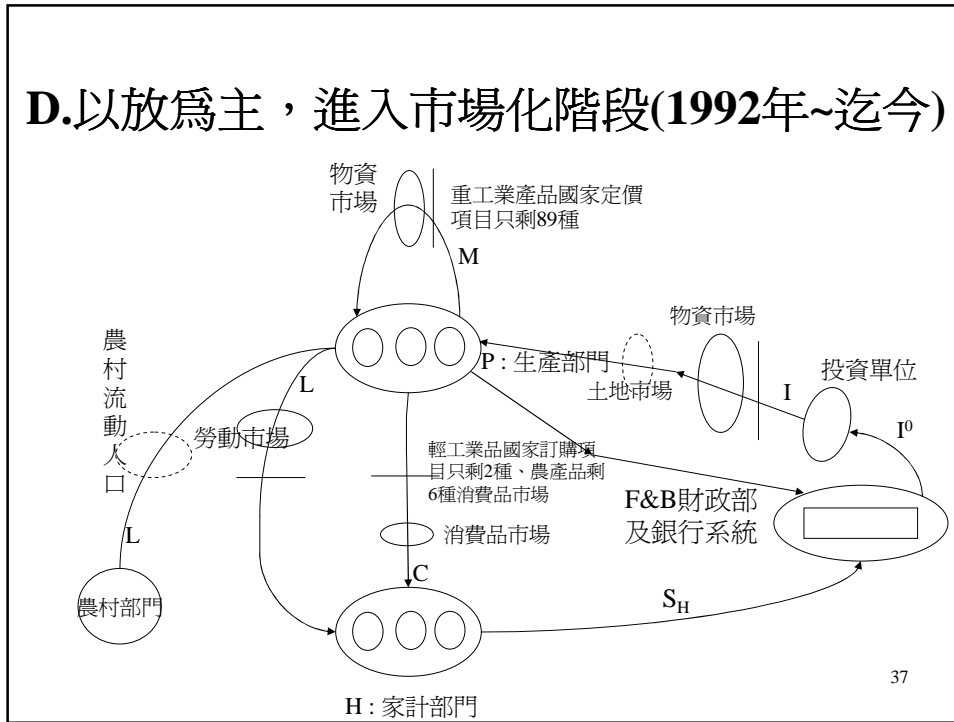 D.以放為主，進入市場化階段(1992年~迄今)
物資
市場
重工業產品國家定價
項目只剩89種
M
農村流動人口
L
勞動市場
P : 生產部門
物資市場
土地市場
I
投資單位
I⁰
輕工業品國家訂購項
目只剩2種、農產品剩
6種消費品市場
消費品市場
F&B財政部
及銀行系統
L
C
農村部門
S_H
H : 家計部門
37